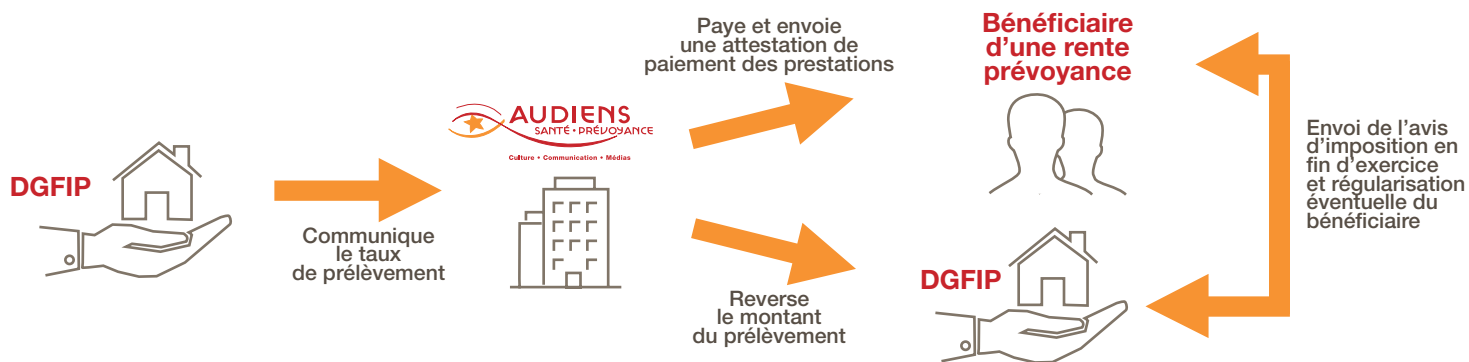 DGFIP
Communique
le taux
de prélèvement
AUDIENS
SANTÉ • PRÉVOYANCE
Culture • Communication • Médias
Paye et envoie
une attestation de
paiement des prestations
Reverse
le montant
du prélèvement
Bénéficiaire
d'une rente
prévoyance
DGFIP
Envoi de l'avis
d'imposition en
fin d'exercice
et régularisation
éventuelle du
bénéficiaire